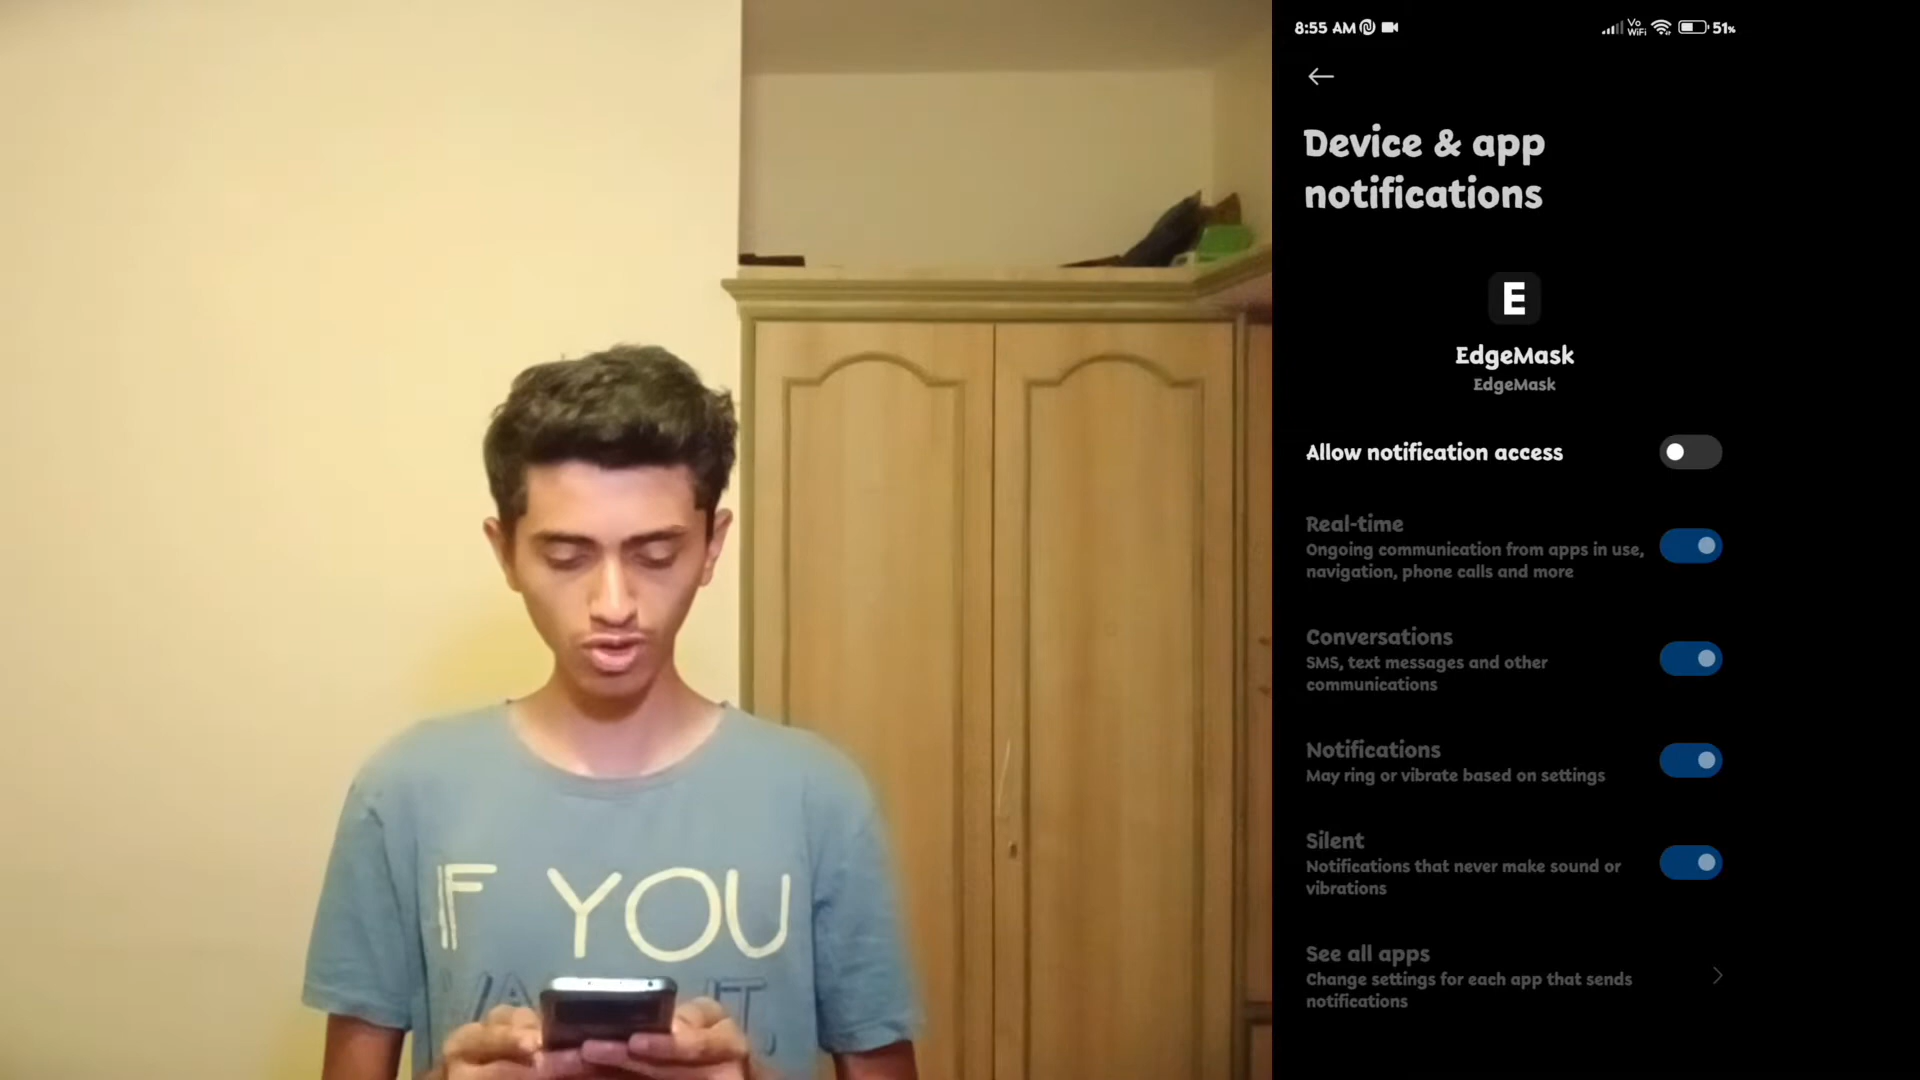 IF YOU
8:55 AM
Vo
WiFi
51%
Device & app
notifications
E
EdgeMask
EdgeMask
Allow notification access
Real-time
Ongoing communication from apps in use,
navigation, phone calls and more
Conversations
SMS, text messages and other
communications
Notifications
May ring or vibrate based on settings
Silent
Notifications that never make sound or
vibrations
See all apps
Change settings for each app that sends
notifications